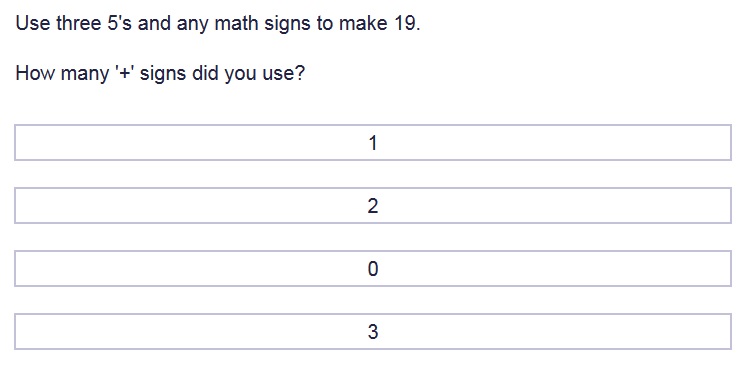 Use three 5's and any math signs to make 19.
How many '+' signs did you use?
1
2
0
3